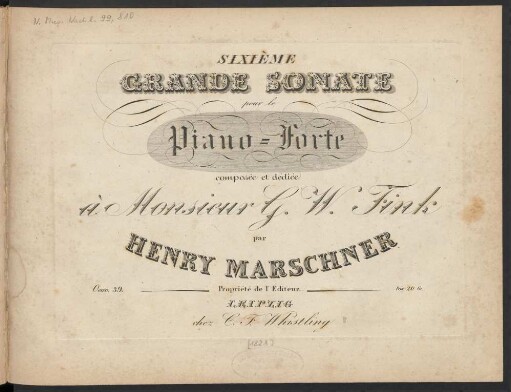 SIXIÈME
GRANDE SONATE
pour le
Piano=Forte
composée et dediée
à Monsieur G. W. Fink
par
HENRY MARSCHNER
Oeuv. 39. Propriété de l'Editeur.
LEIPZIG
chez C. F. Whistling